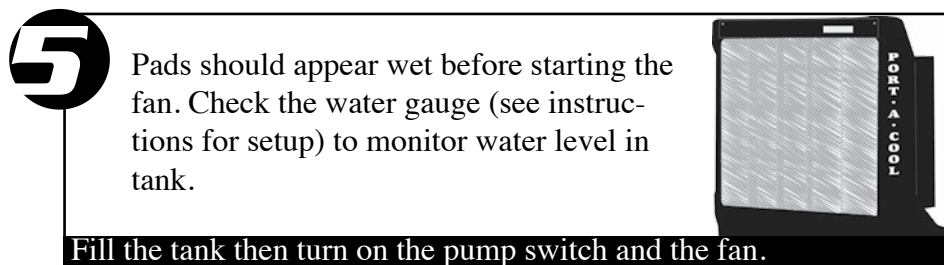 5
Pads should appear wet before starting the
fan. Check the water gauge (see instruc-
tions for setup) to monitor water level in
tank.
PORT·A·COOL
Fill the tank then turn on the pump switch and the fan.